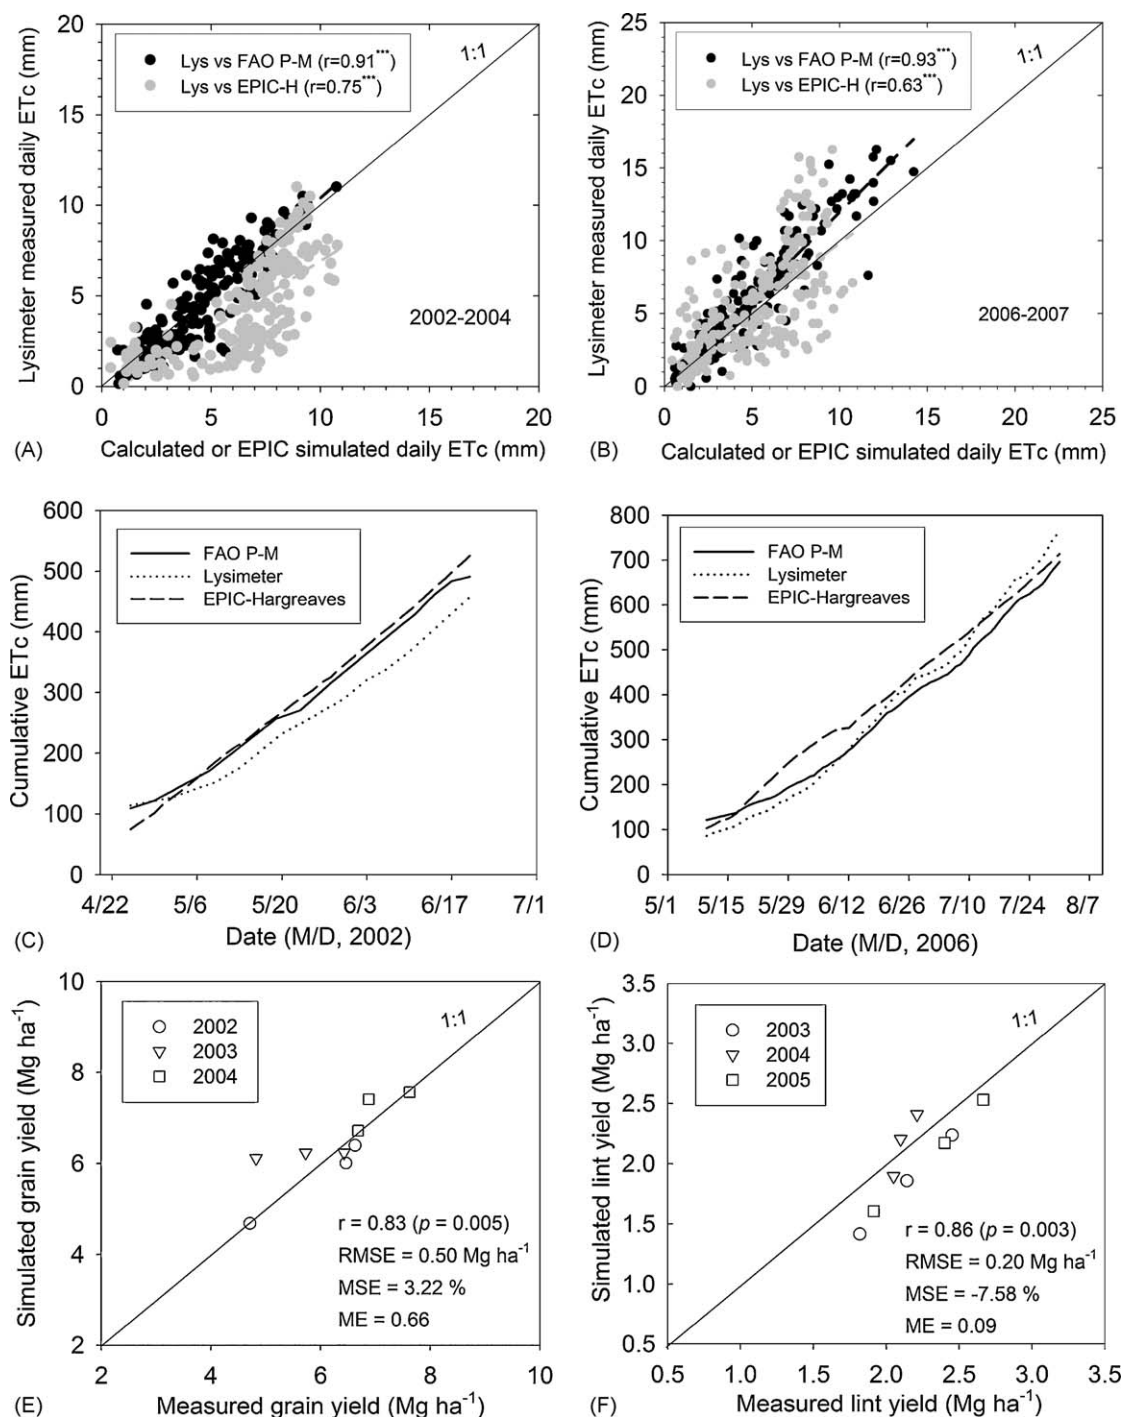 Lysimeter measured daily ETc (mm)
20
15
10
5
0
Lys vs FAO P-M (r=0.91***)
Lys vs EPIC-H (r=0.75***)
1:1
2002-2004
0 5 10 15 20
(A) Calculated or EPIC simulated daily ETc (mm)
Lysimeter measured daily ETc (mm)
25
20
15
10
5
0
Lys vs FAO P-M (r=0.93***)
Lys vs EPIC-H (r=0.63***)
1:1
2006-2007
0 5 10 15 20 25
(B) Calculated or EPIC simulated daily ETc (mm)
Cumulative ETc (mm)
600
500
400
300
200
100
0
FAO P-M
Lysimeter
EPIC-Hargreaves
4/22 5/6 5/20 6/3 6/17 7/1
(C) Date (M/D, 2002)
Cumulative ETc (mm)
800
700
600
500
400
300
200
100
0
FAO P-M
Lysimeter
EPIC-Hargreaves
5/1 5/15 5/29 6/12 6/26 7/10 7/24 8/7
(D) Date (M/D, 2006)
Simulated grain yield (Mg ha⁻¹)
10
8
6
4
2
2002
2003
2004
1:1
r = 0.83 (p = 0.005)
RMSE = 0.50 Mg ha⁻¹
MSE = 3.22 %
ME = 0.66
2 4 6 8 10
(E) Measured grain yield (Mg ha⁻¹)
Simulated lint yield (Mg ha⁻¹)
3.5
3.0
2.5
2.0
1.5
1.0
0.5
2003
2004
2005
1:1
r = 0.86 (p = 0.003)
RMSE = 0.20 Mg ha⁻¹
MSE = -7.58 %
ME = 0.09
0.5 1.0 1.5 2.0 2.5 3.0 3.5
(F) Measured lint yield (Mg ha⁻¹)